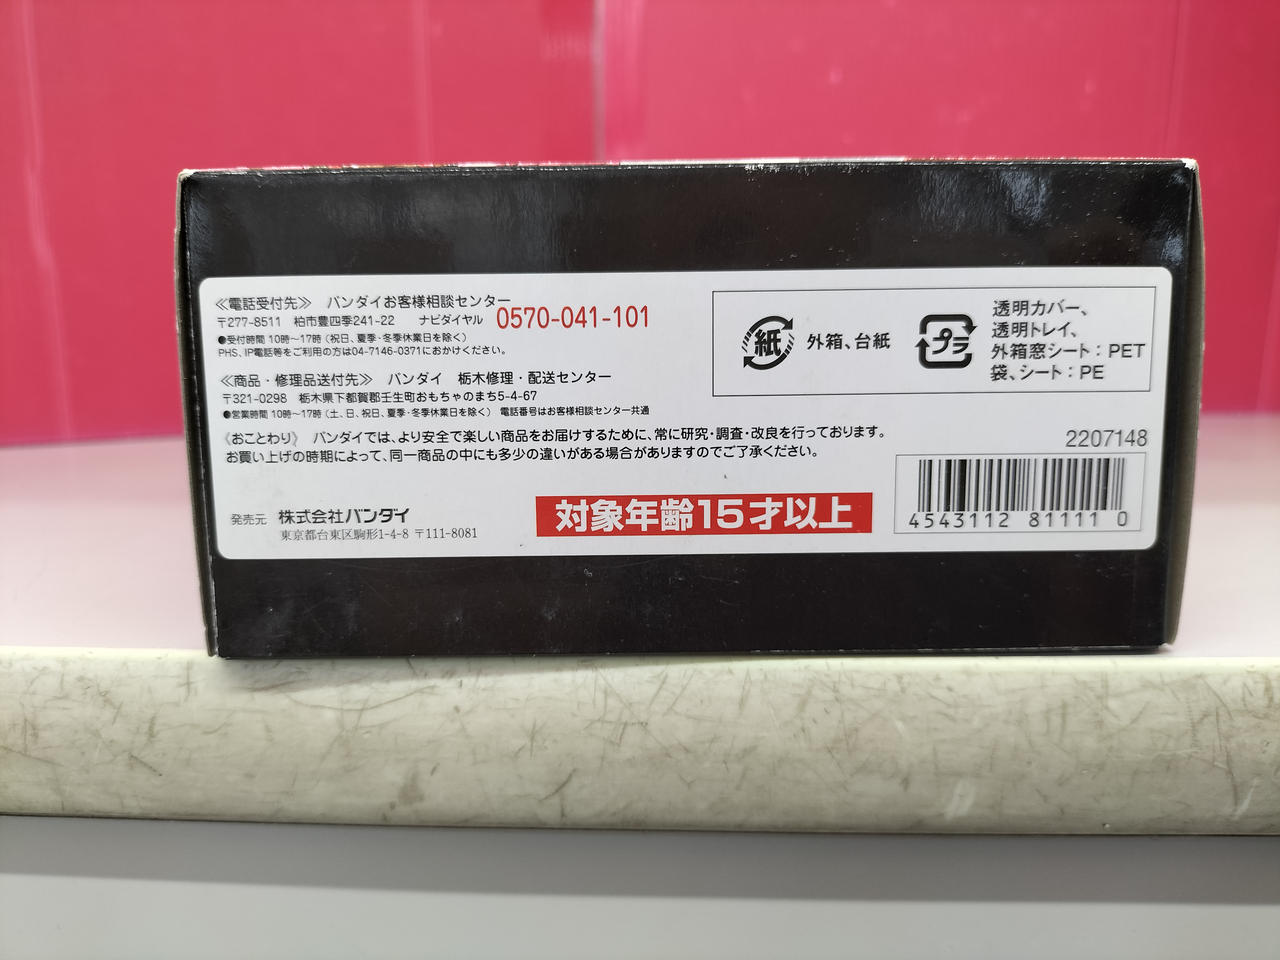 ≪電話受付先≫ バンダイお客様相談センター
〒277-8511 柏市豊四季241-22 ナビダイヤル 0570-041-101
●受付時間 10時～17時（祝日、夏季・冬季休業日を除く）
PHS、IP電話等をご利用の方は04-7146-0371におかけください。
≪商品・修理品送付先≫ バンダイ 栃木修理・配送センター
〒321-0298 栃木県下都賀郡壬生町おもちゃのまち5-4-67
●営業時間 10時～17時（土、日、祝日、夏季・冬季休業日を除く） 電話番号はお客様相談センター共通
《おことわり》 バンダイでは、より安全で楽しい商品をお届けするために、常に研究・調査・改良を行っております。
お買い上げの時期によって、同一商品の中にも多少の違いがある場合がありますのでご了承ください。
発売元 株式会社バンダイ
東京都台東区駒形1-4-8 〒111-8081
対象年齢15才以上
紙 外箱、台紙
プラ
透明カバー、
透明トレイ、
外箱窓シート：PET
袋、シート：PE
2207148
4543112 81111 0